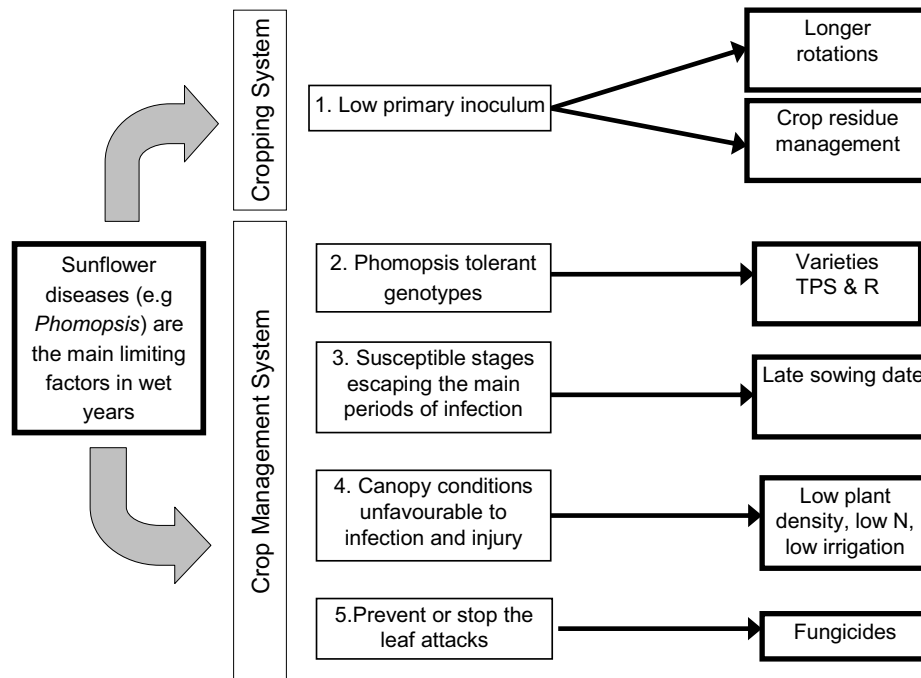 Sunflower
diseases (e.g
Phomopsis) are
the main limiting
factors in wet
years
Cropping System
1. Low primary inoculum
Longer
rotations
Crop residue
management
Crop Management System
2. Phomopsis tolerant
genotypes
Varieties
TPS & R
3. Susceptible stages
escaping the main
periods of infection
Late sowing date
4. Canopy conditions
unfavourable to
infection and injury
Low plant
density, low N,
low irrigation
5.Prevent or stop the
leaf attacks
Fungicides